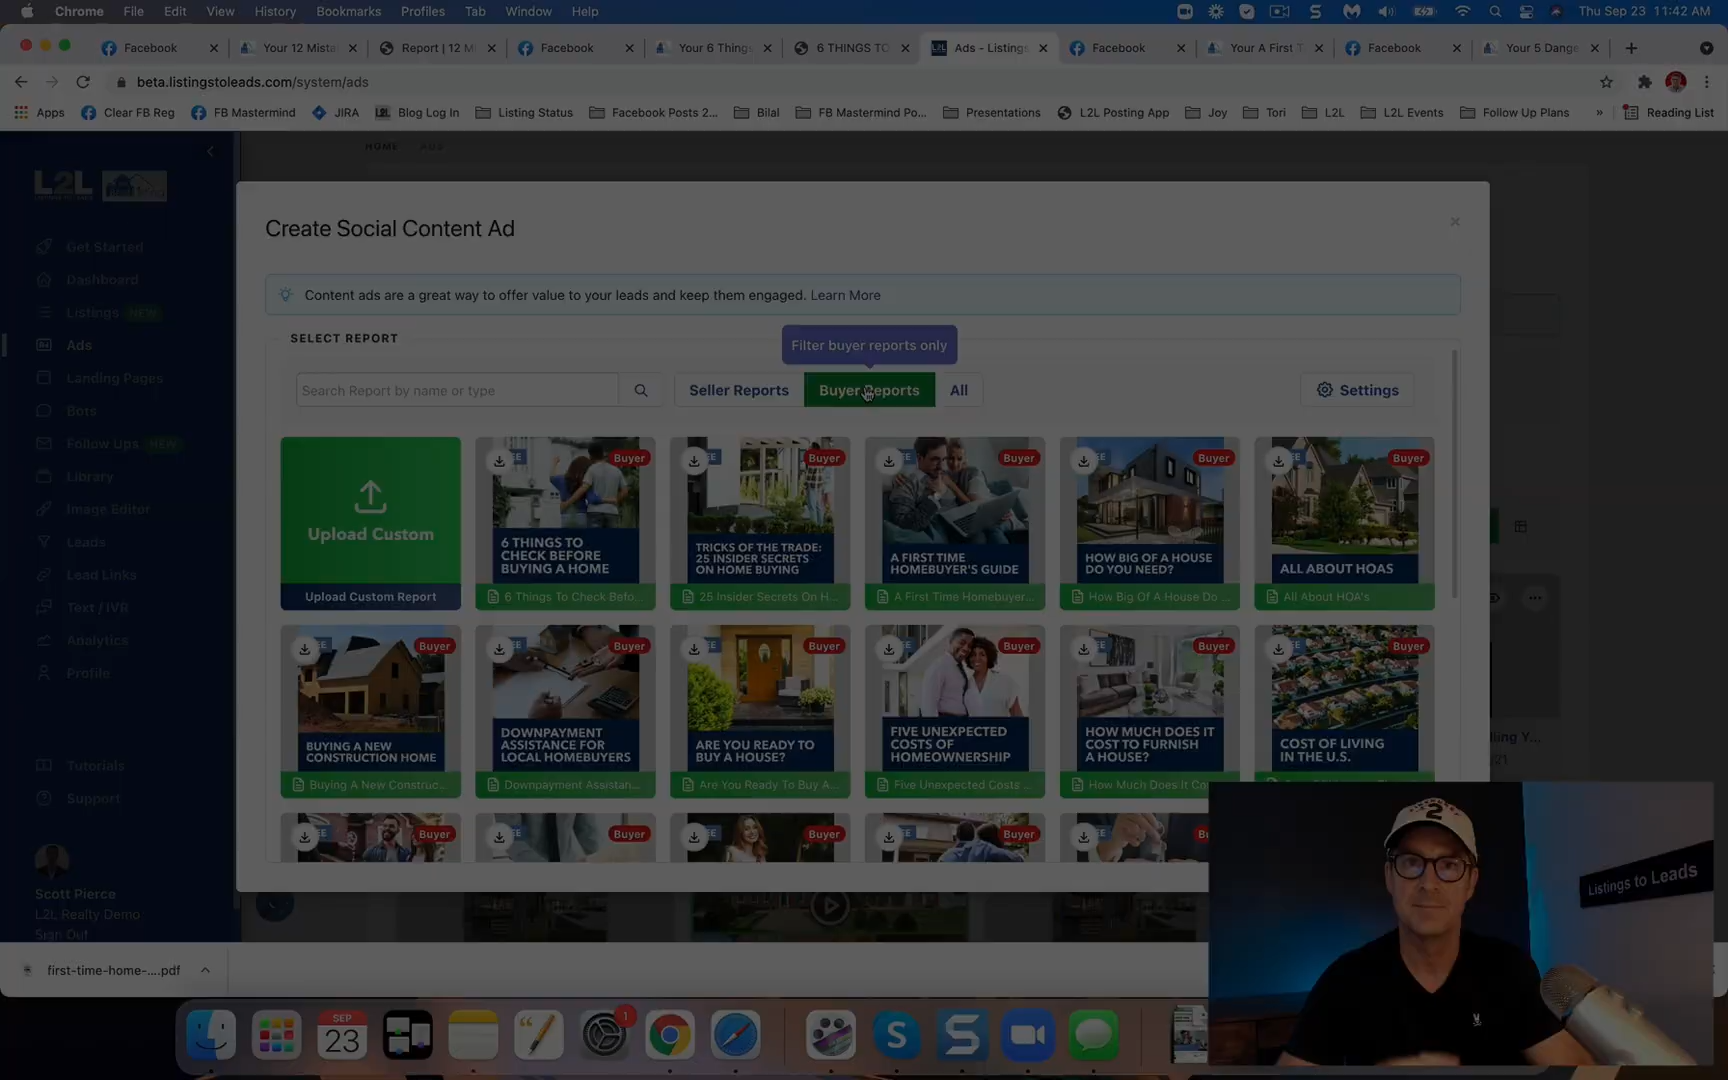 Chrome File Edit View History Bookmarks Profiles Tab Window Help Thu Sep 23 11:42 AM
Facebook Your 12 Mista Report | 12 M Facebook Your 6 Things 6 THINGS TO Ads - Listings Facebook Your A First T Facebook Your 5 Dange
beta.listingstoleads.com/system/ads
Apps Clear FB Reg FB Mastermind JIRA Blog Log In Listing Status Facebook Posts 2... Bilal FB Mastermind Po... Presentations L2L Posting App Joy Tori L2L L2L Events Follow Up Plans » Reading List
HOME ADS
L2L
Get Started
Dashboard
Listings NEW
Ads
Landing Pages
Bots
Follow Ups NEW
Library
Image Editor
Leads
Lead Links
Text / IVR
Analytics
Profile
Tutorials
Support
Scott Pierce
L2L Realty Demo
Sign Out
Create Social Content Ad
Content ads are a great way to offer value to your leads and keep them engaged. Learn More
SELECT REPORT
Filter buyer reports only
Search Report by name or type
Seller Reports Buyer Reports All Settings
Upload Custom
Upload Custom Report
Buyer
6 THINGS TO
CHECK BEFORE
BUYING A HOME
6 Things To Check Befo...
Buyer
TRICKS OF THE TRADE:
25 INSIDER SECRETS
ON HOME BUYING
25 Insider Secrets On H...
Buyer
A FIRST TIME
HOMEBUYER'S GUIDE
A First Time Homebuyer...
Buyer
HOW BIG OF A HOUSE
DO YOU NEED?
How Big Of A House Do ...
Buyer
ALL ABOUT HOAS
All About HOA's
Buyer
BUYING A NEW
CONSTRUCTION HOME
Buying A New Construc...
Buyer
DOWNPAYMENT
ASSISTANCE FOR
LOCAL HOMEBUYERS
Downpayment Assistan...
Buyer
ARE YOU READY TO
BUY A HOUSE?
Are You Ready To Buy A...
Buyer
FIVE UNEXPECTED
COSTS OF
HOMEOWNERSHIP
Five Unexpected Costs ...
Buyer
HOW MUCH DOES IT
COST TO FURNISH
A HOUSE?
How Much Does It Co
Buyer
COST OF LIVING
IN THE U.S.
Buyer
Buyer
Buyer
Buyer
lling Y...
Listings to Leads
2
first-time-home-....pdf
SEP
23
1